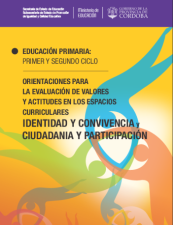 Secretaría de Estado de Educación
Subsecretaría de Estado de Promoción
de Igualdad y Calidad Educativa
Ministerio de
EDUCACIÓN
GOBIERNO DE LA
PROVINCIA DE
CÓRDOBA
EDUCACIÓN PRIMARIA:
PRIMER Y SEGUNDO CICLO
ORIENTACIONES PARA
LA EVALUACIÓN DE VALORES
Y ACTITUDES EN LOS ESPACIOS
CURRICULARES
IDENTIDAD Y CONVIVENCIA y
CIUDADANIA Y PARTICIPACIÓN